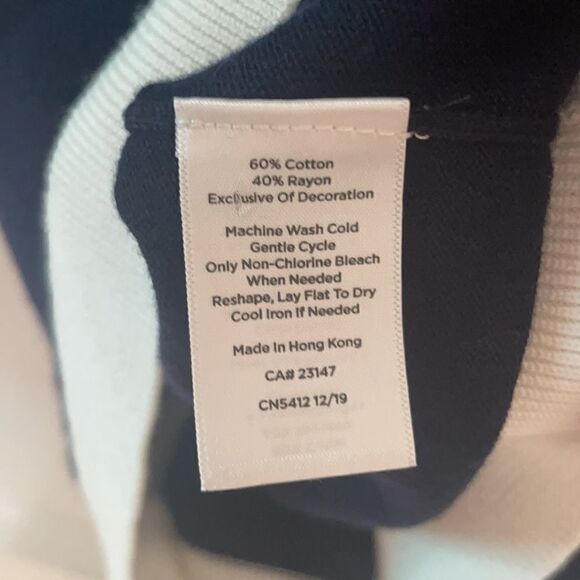 60% Cotton
40% Rayon
Exclusive Of Decoration
Machine Wash Cold
Gentle Cycle
Only Non-Chlorine Bleach
When Needed
Reshape, Lay Flat To Dry
Cool Iron If Needed
Made In Hong Kong
CA# 23147
CN5412 12/19